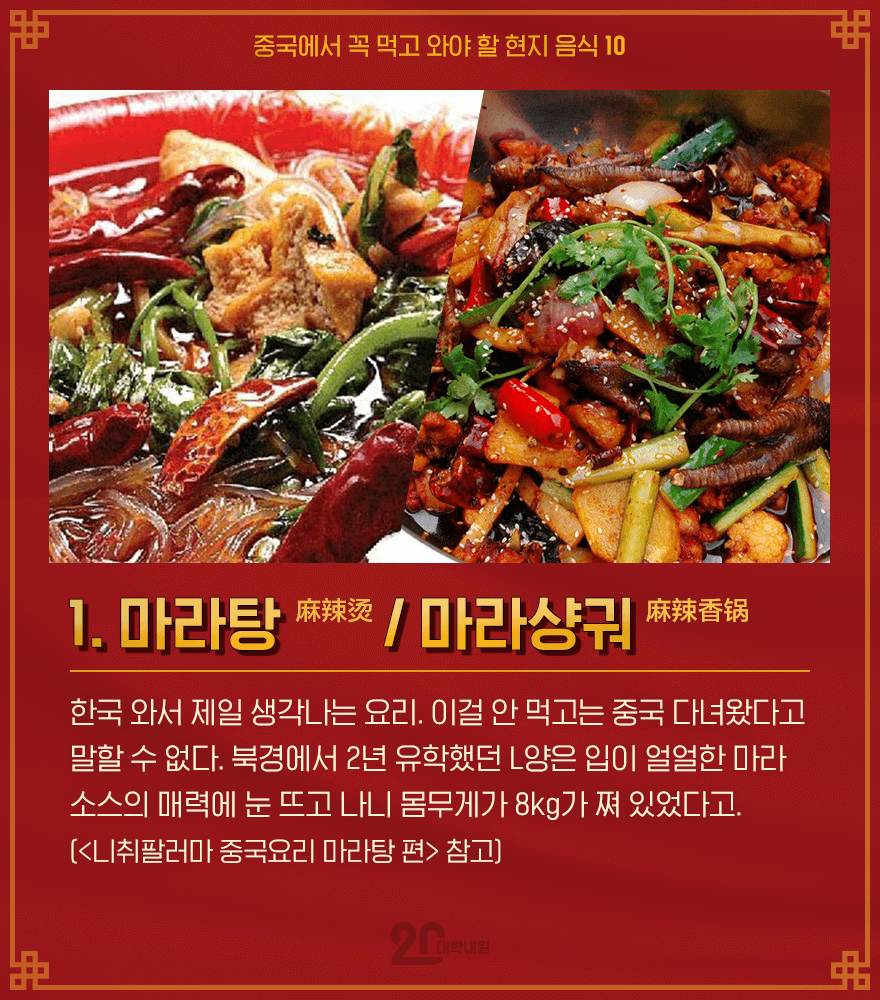 중국에서 꼭 먹고 와야 할 현지 음식 10
1. 마라탕 麻辣烫 / 마라샹궈 麻辣香锅
한국 와서 제일 생각나는 요리. 이걸 안 먹고는 중국 다녀왔다고
말할 수 없다. 북경에서 2년 유학했던 L양은 입이 얼얼한 마라
소스의 매력에 눈 뜨고 나니 몸무게가 8kg가 쪄 있었다고.
(<니취팔러마 중국요리 마라탕 편> 참고)
20 대학내일